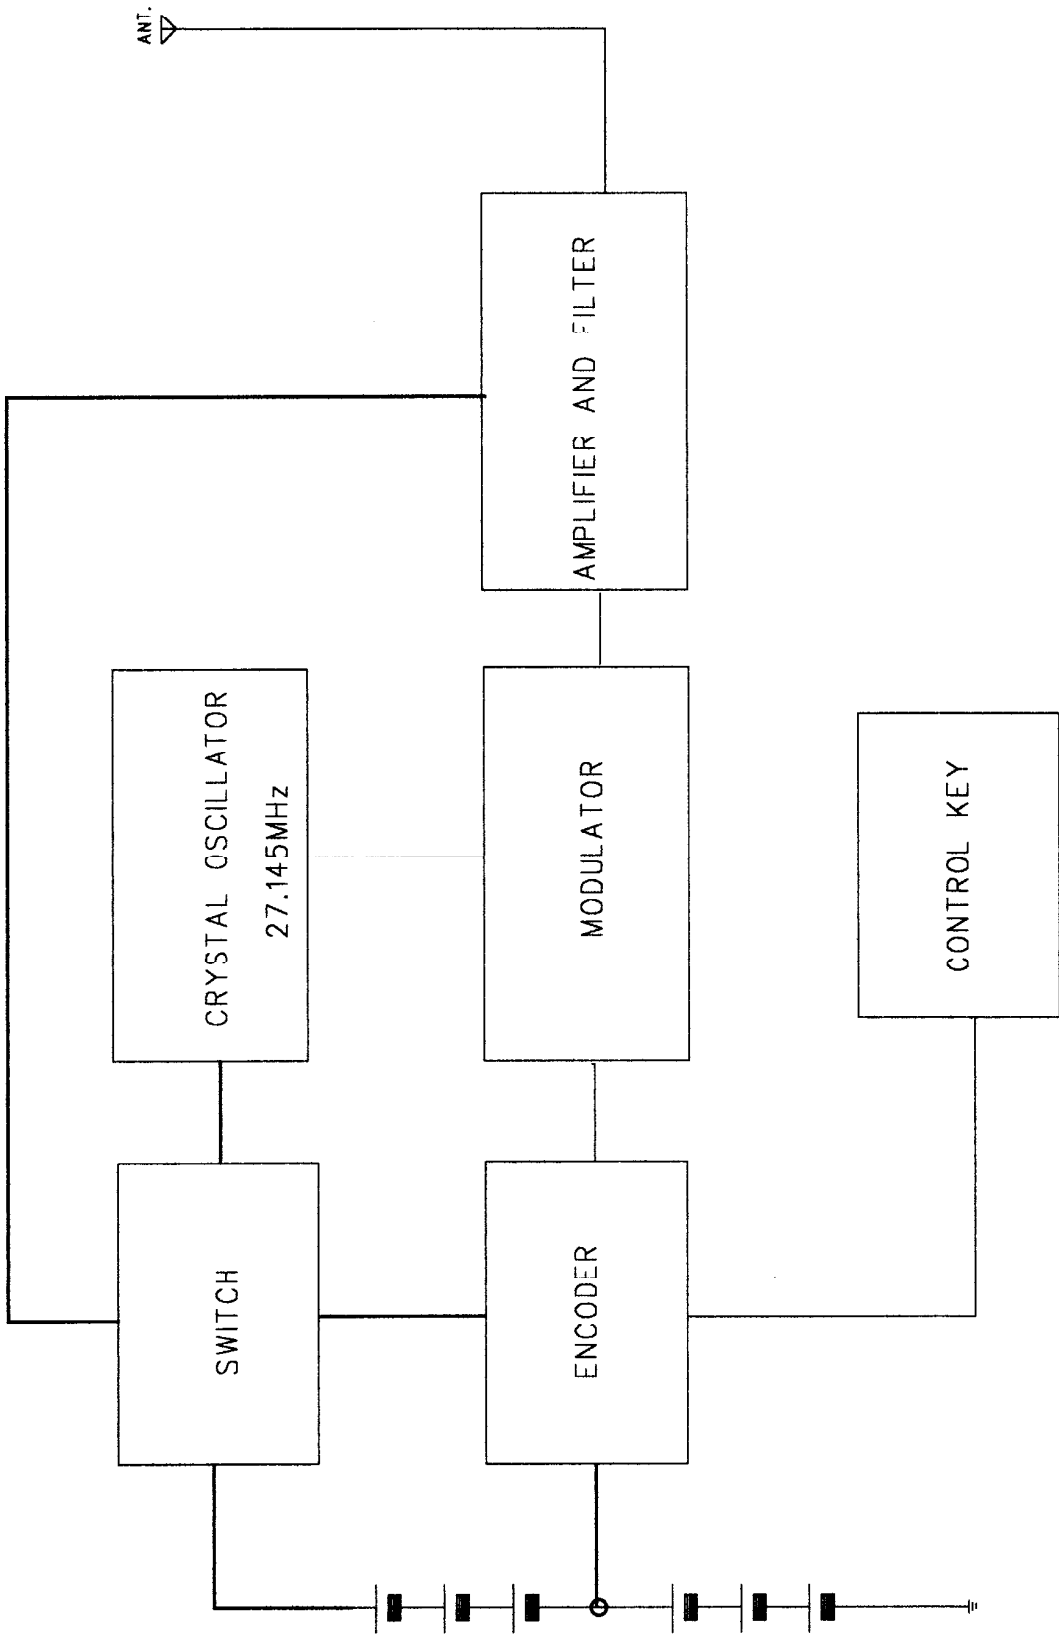 ANT.
SWITCH
CRYSTAL OSCILLATOR
27.145MHz
ENCODER
MODULATOR
AMPLIFIER AND FILTER
CONTROL KEY